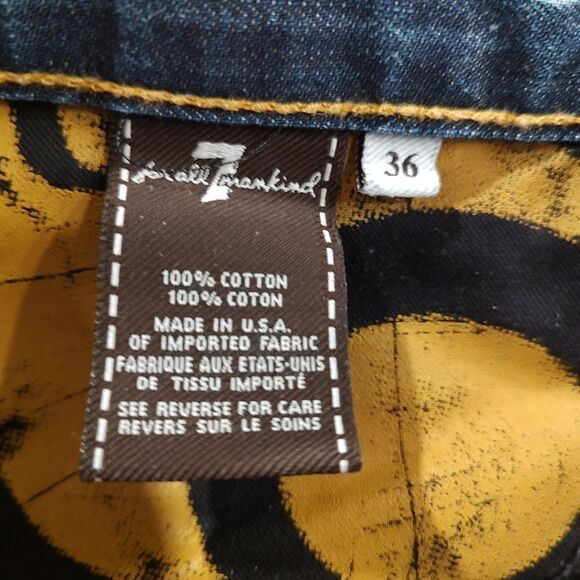 7
for all mankind
36
100% COTTON
100% COTON
MADE IN U.S.A.
OF IMPORTED FABRIC
FABRIQUE AUX ETATS-UNIS
DE TISSU IMPORTÉ
SEE REVERSE FOR CARE
REVERS SUR LE SOINS